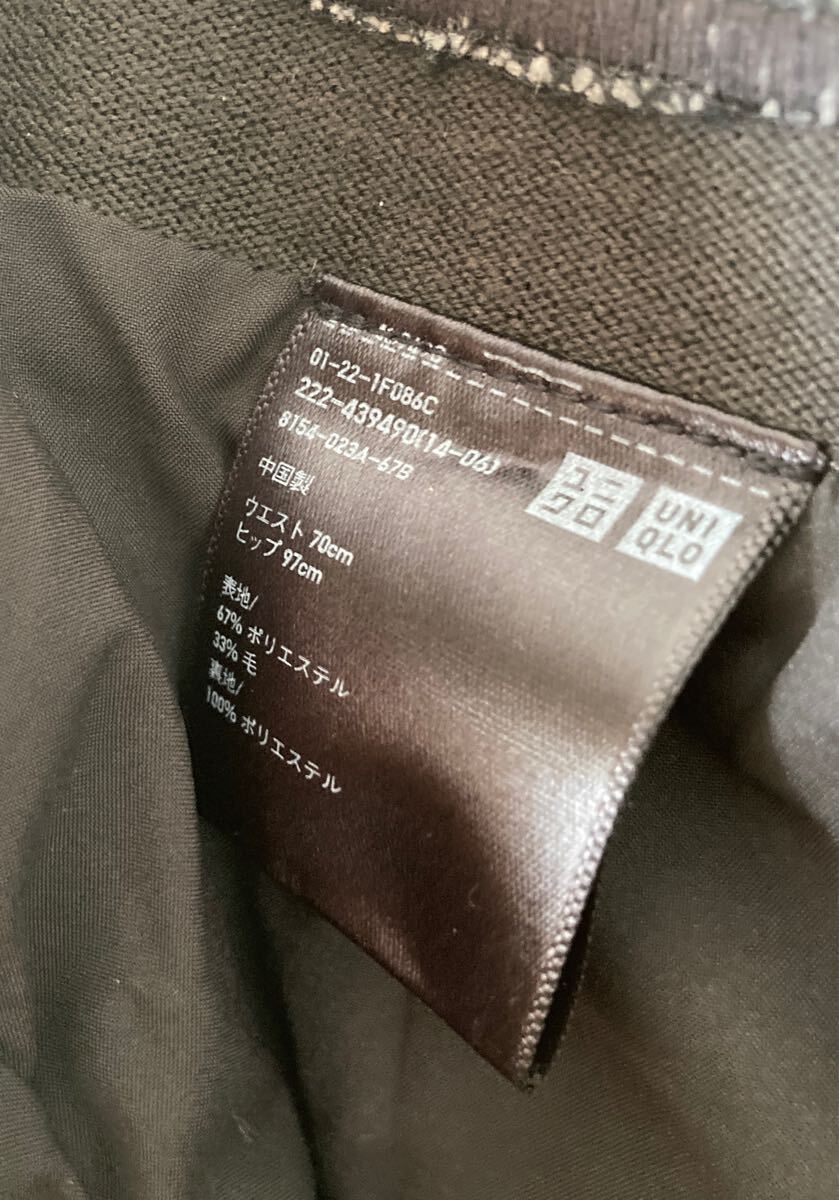 01-22-1F086C
222-439490(14-06)
8154-023A-67B
中国製
ウエスト 70cm
ヒップ 97cm
表地/
67% ポリエステル
33% 毛
裏地/
100% ポリエステル
ユニ
クロ
UNI
QLO